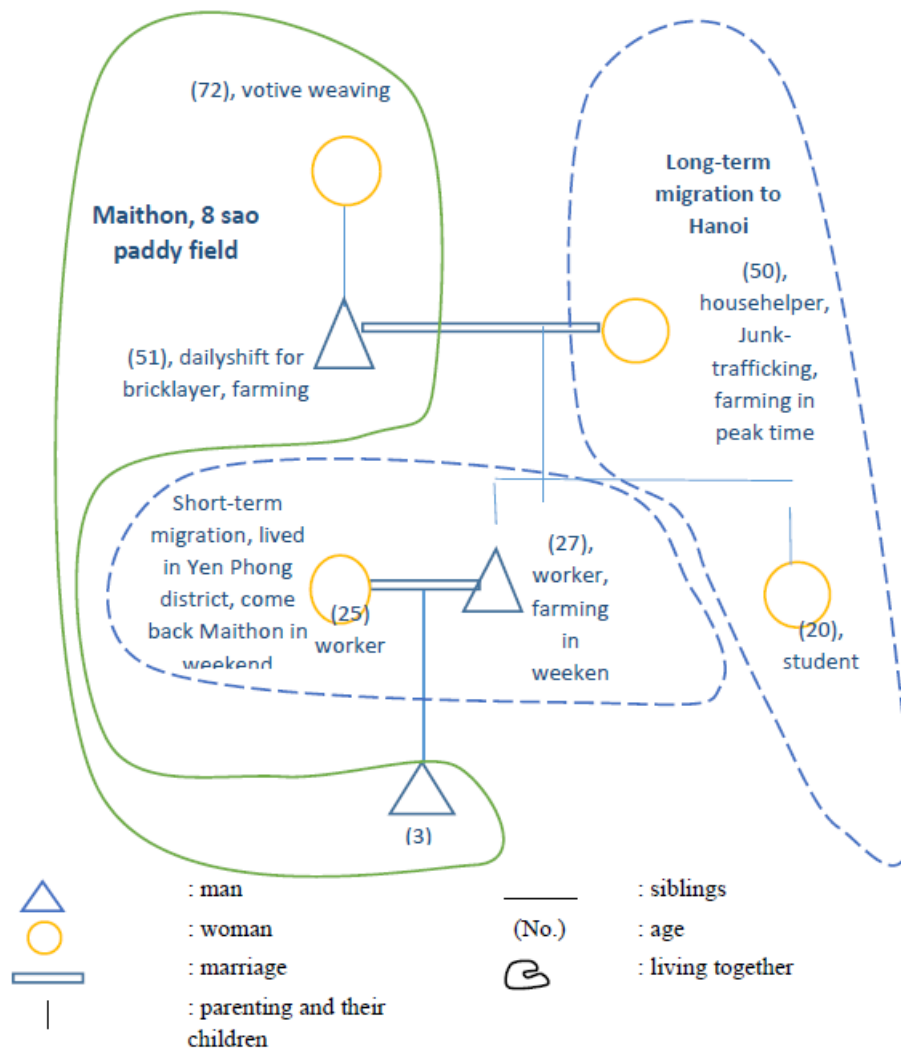 (72), votive weaving
Maithon, 8 sao
paddy field
(51), dailyshift for
bricklayer, farming
Long-term
migration to
Hanoi
(50),
househelper,
Junk-
trafficking,
farming in
peak time
Short-term
migration, lived
in Yen Phong
district, come
back Maithon in
weekend
(25)
worker
(27),
worker,
farming
in
weeken
(20),
student
(3)
: man
: woman
: marriage
: parenting and their
children
: siblings
(No.)
: age
: living together